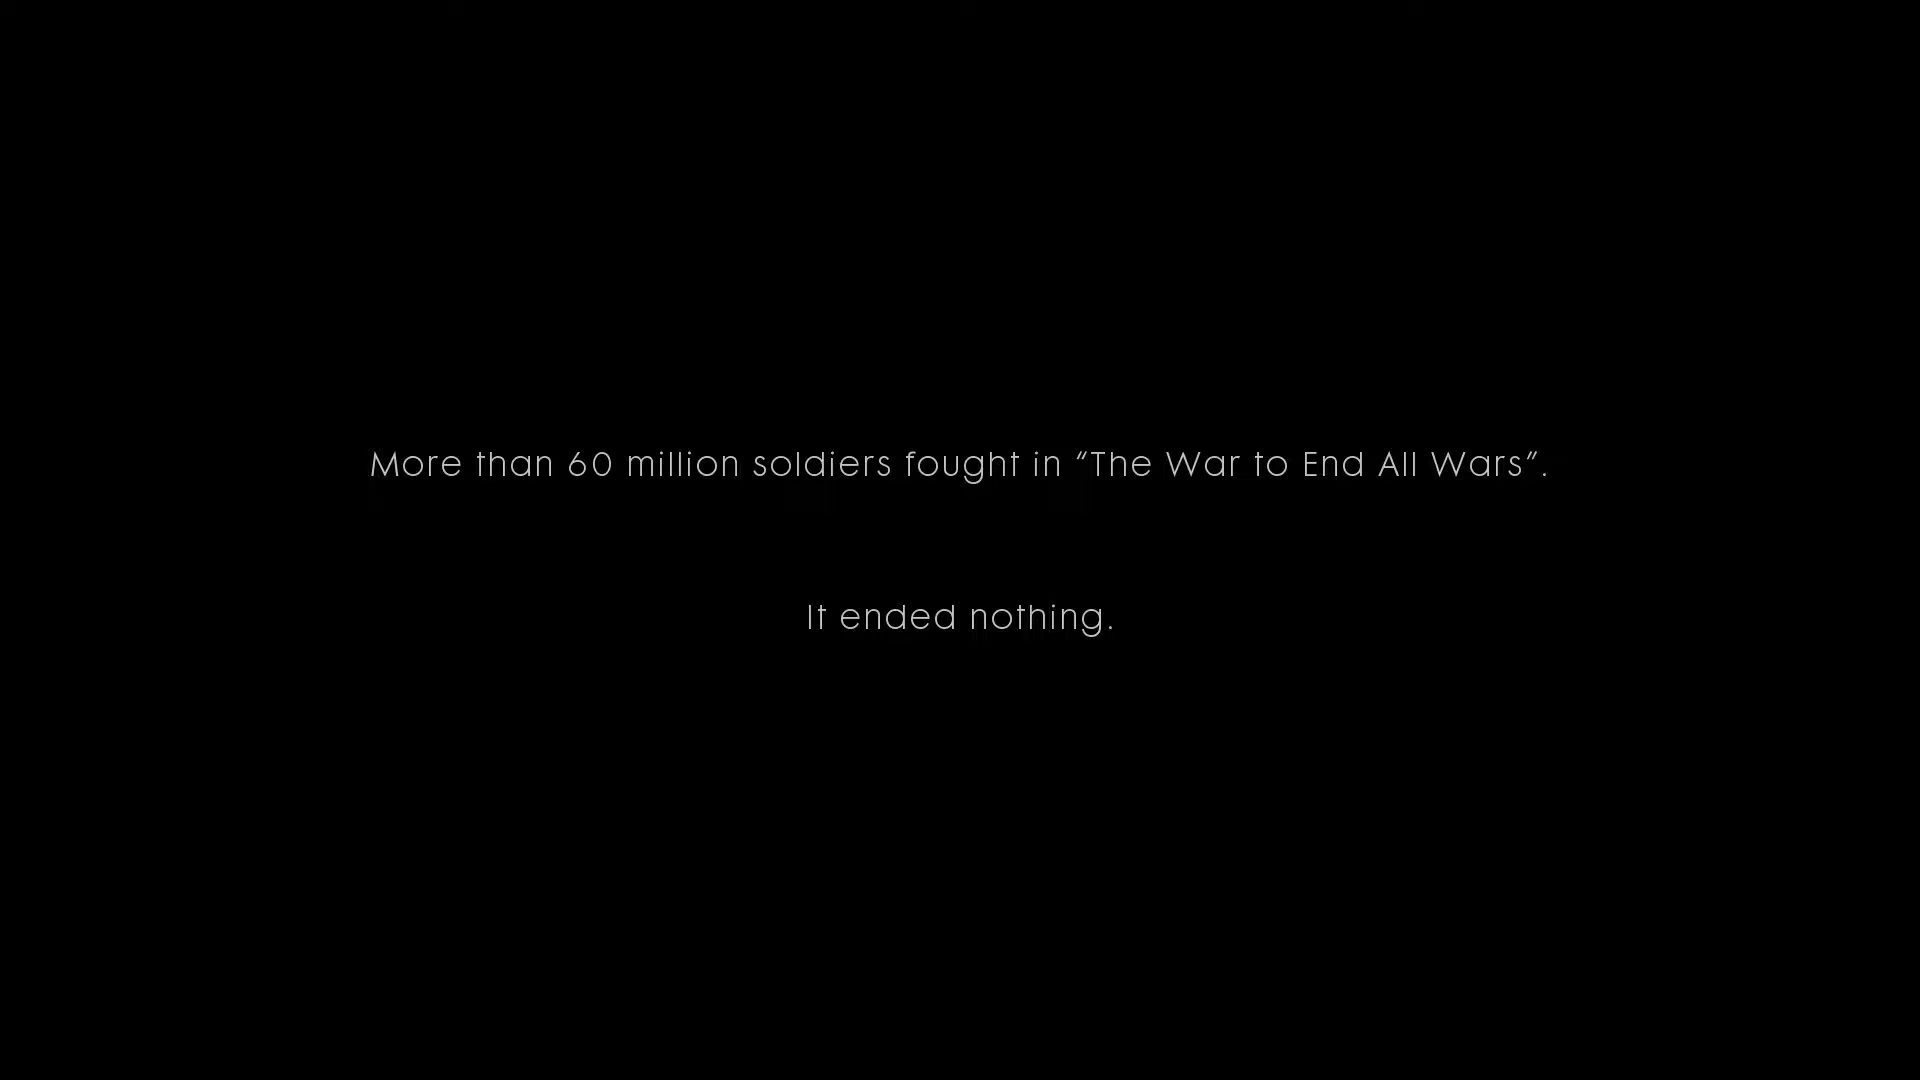 More than 60 million soldiers fought in “The War to End All Wars”.
It ended nothing.